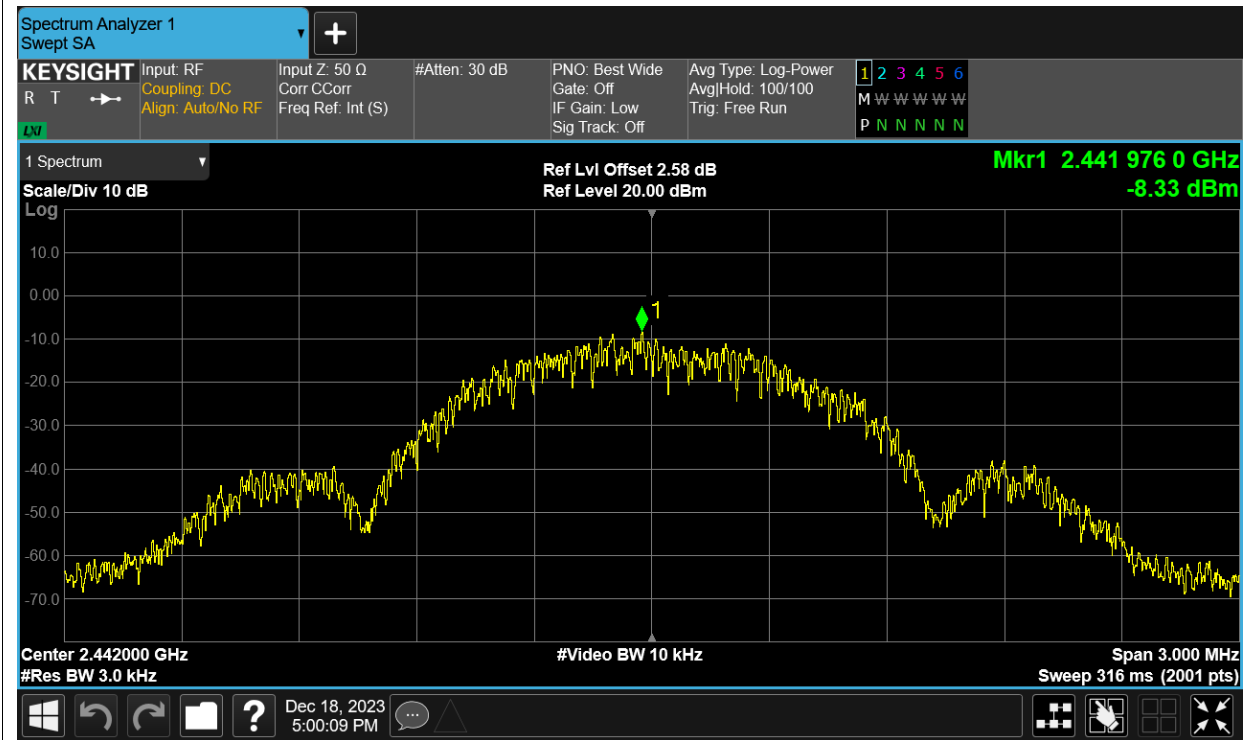 Spectrum Analyzer 1
Swept SA
+
KEYSIGHT
R T
LXI
Input: RF
Coupling: DC
Align: Auto/No RF
Input Z: 50 Ω
Corr CCorr
Freq Ref: Int (S)
#Atten: 30 dB
PNO: Best Wide
Gate: Off
IF Gain: Low
Sig Track: Off
Avg Type: Log-Power
Avg|Hold: 100/100
Trig: Free Run
1 2 3 4 5 6
M W W W W W
P N N N N N
1 Spectrum
Scale/Div 10 dB
Log
Ref Lvl Offset 2.58 dB
Ref Level 20.00 dBm
Mkr1 2.441 976 0 GHz
-8.33 dBm
10.0
0.00
-10.0
-20.0
-30.0
-40.0
-50.0
-60.0
-70.0
1
Center 2.442000 GHz
#Res BW 3.0 kHz
#Video BW 10 kHz
Span 3.000 MHz
Sweep 316 ms (2001 pts)
?
Dec 18, 2023
5:00:09 PM